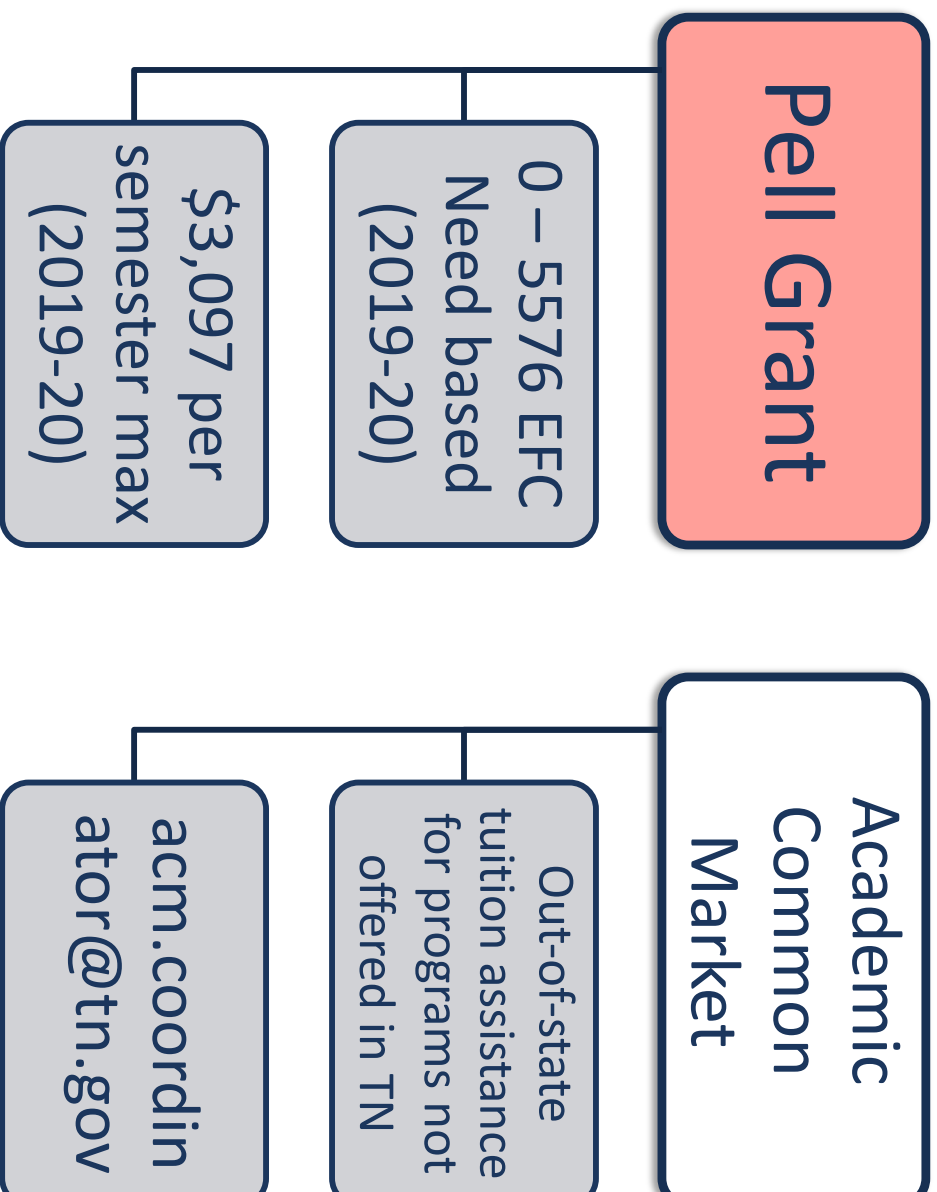 Pell Grant
0 – 5576 EFC
Need based
(2019-20)
$3,097 per
semester max
(2019-20)
Academic
Common
Market
Out-of-state
tuition assistance
for programs not
offered in TN
acm.coordin
ator@tn.gov